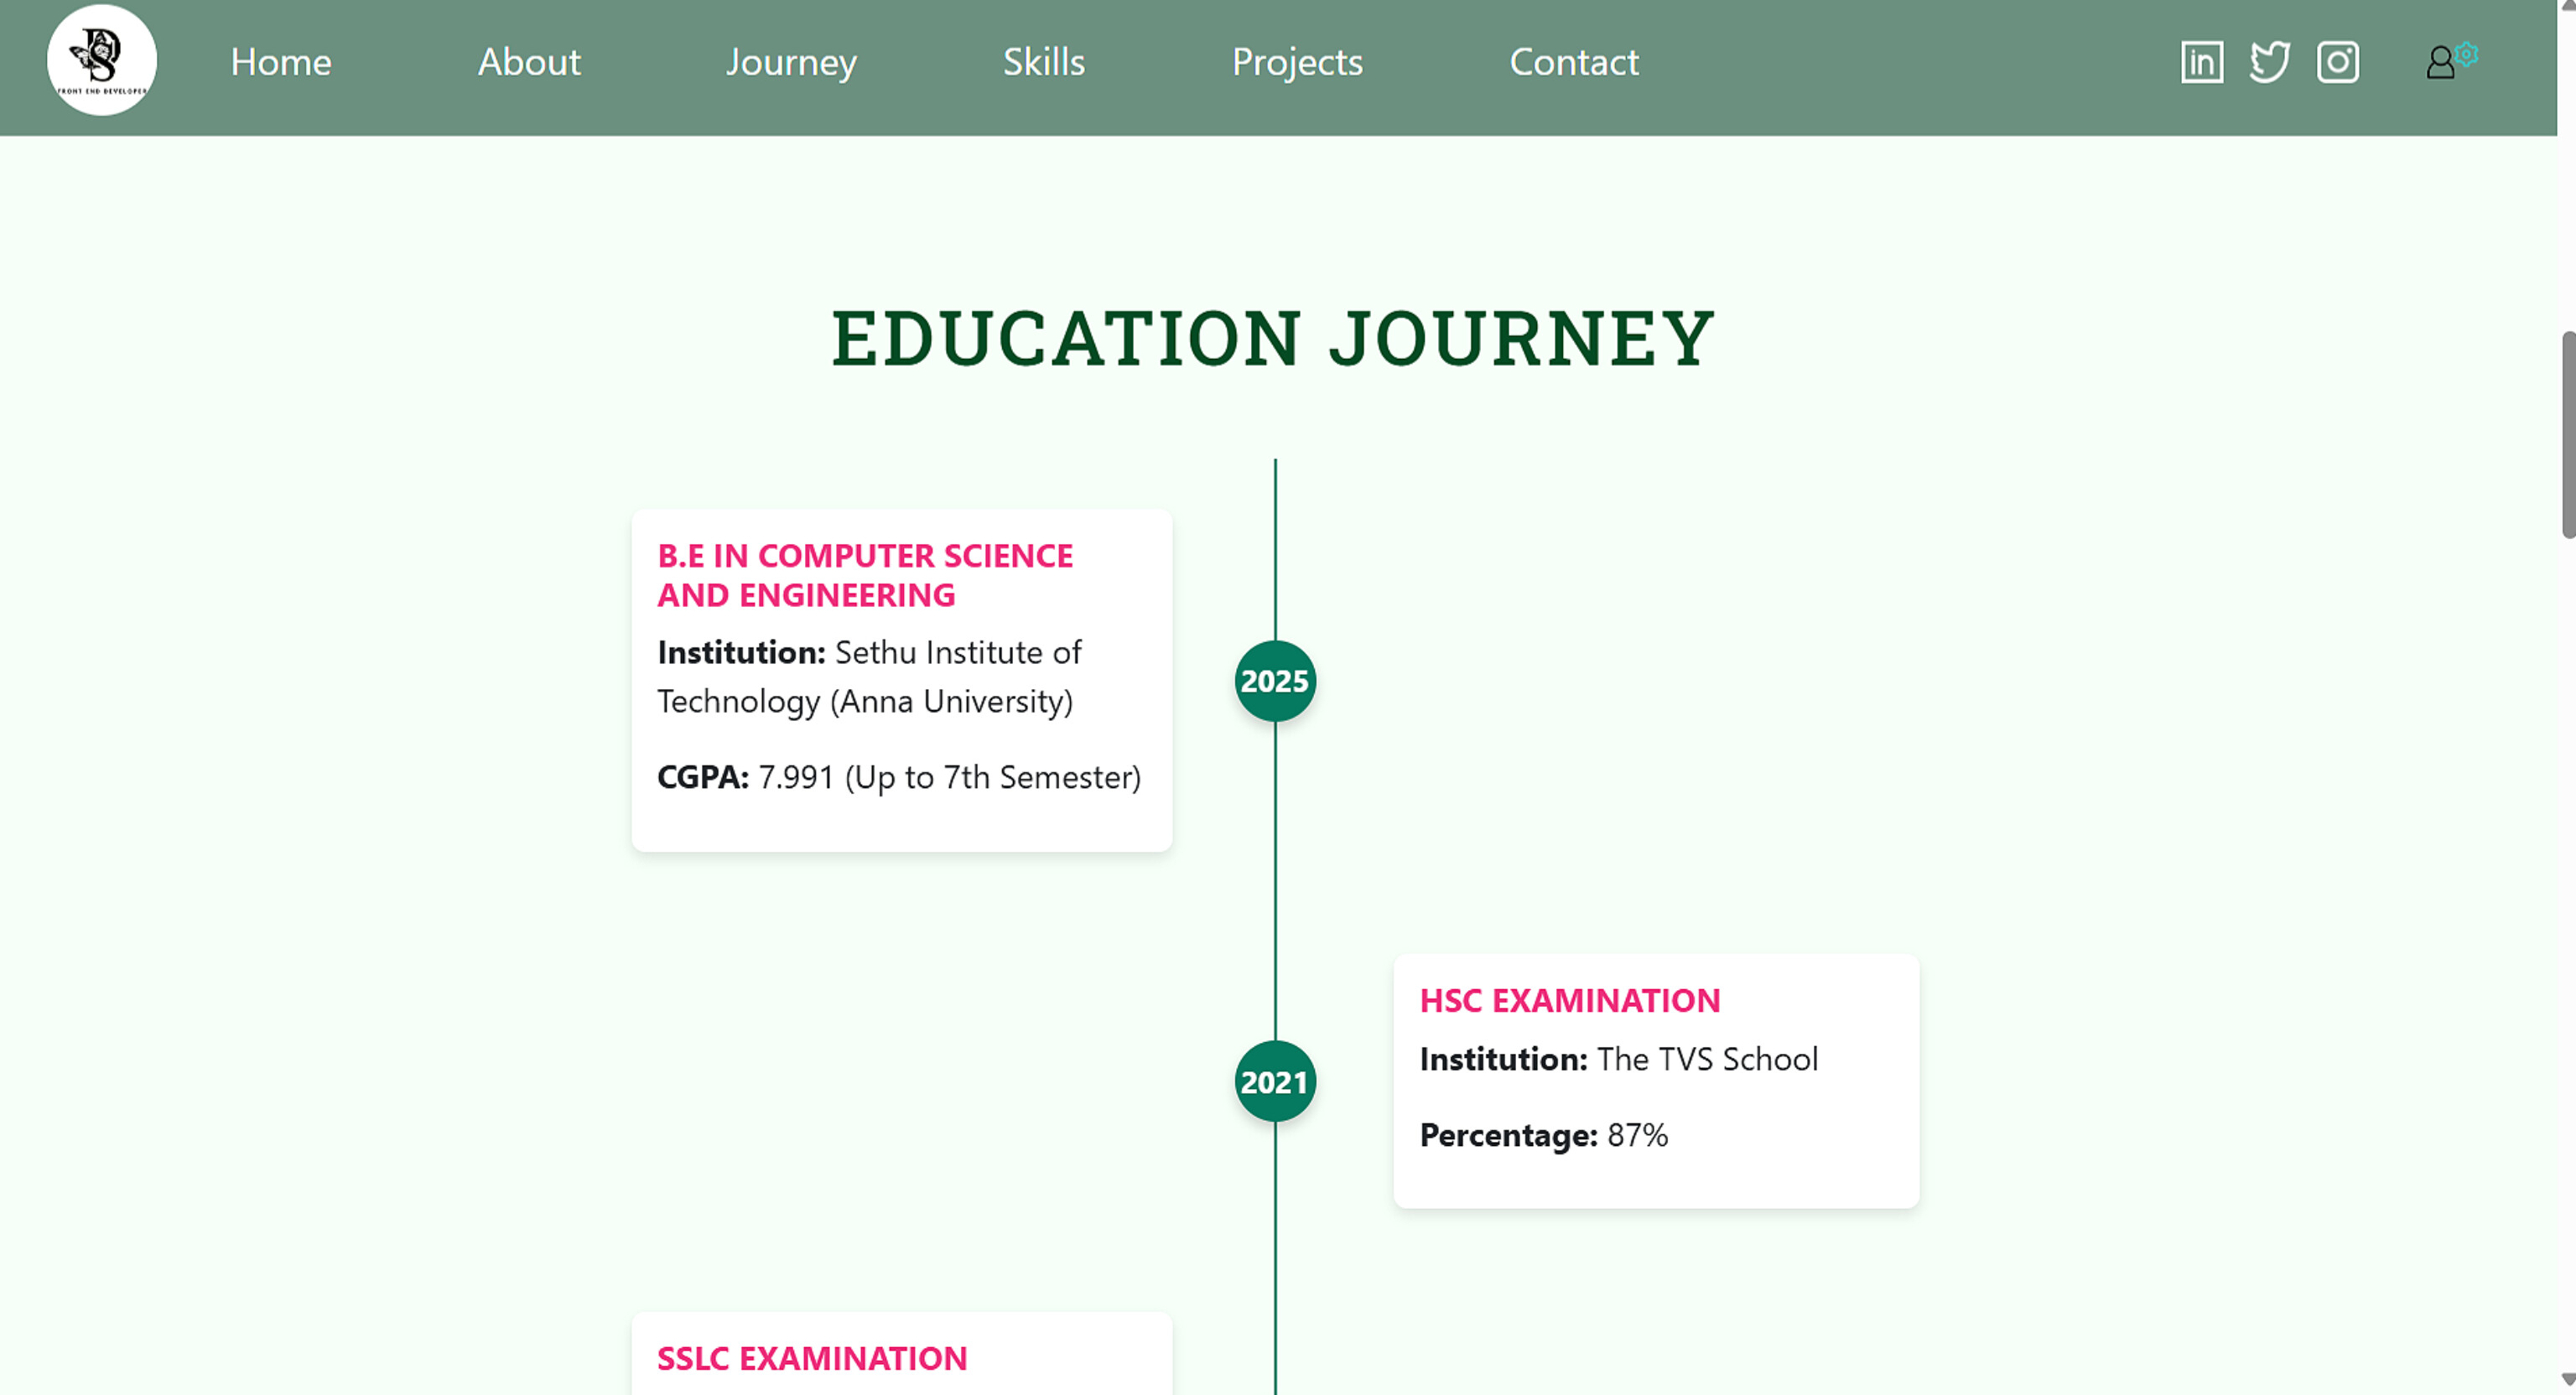 FRONT END DEVELOPER
Home About Journey Skills Projects Contact
in
EDUCATION JOURNEY
B.E IN COMPUTER SCIENCE
AND ENGINEERING
Institution: Sethu Institute of
Technology (Anna University)
CGPA: 7.991 (Up to 7th Semester)
2025
HSC EXAMINATION
Institution: The TVS School
Percentage: 87%
2021
SSLC EXAMINATION